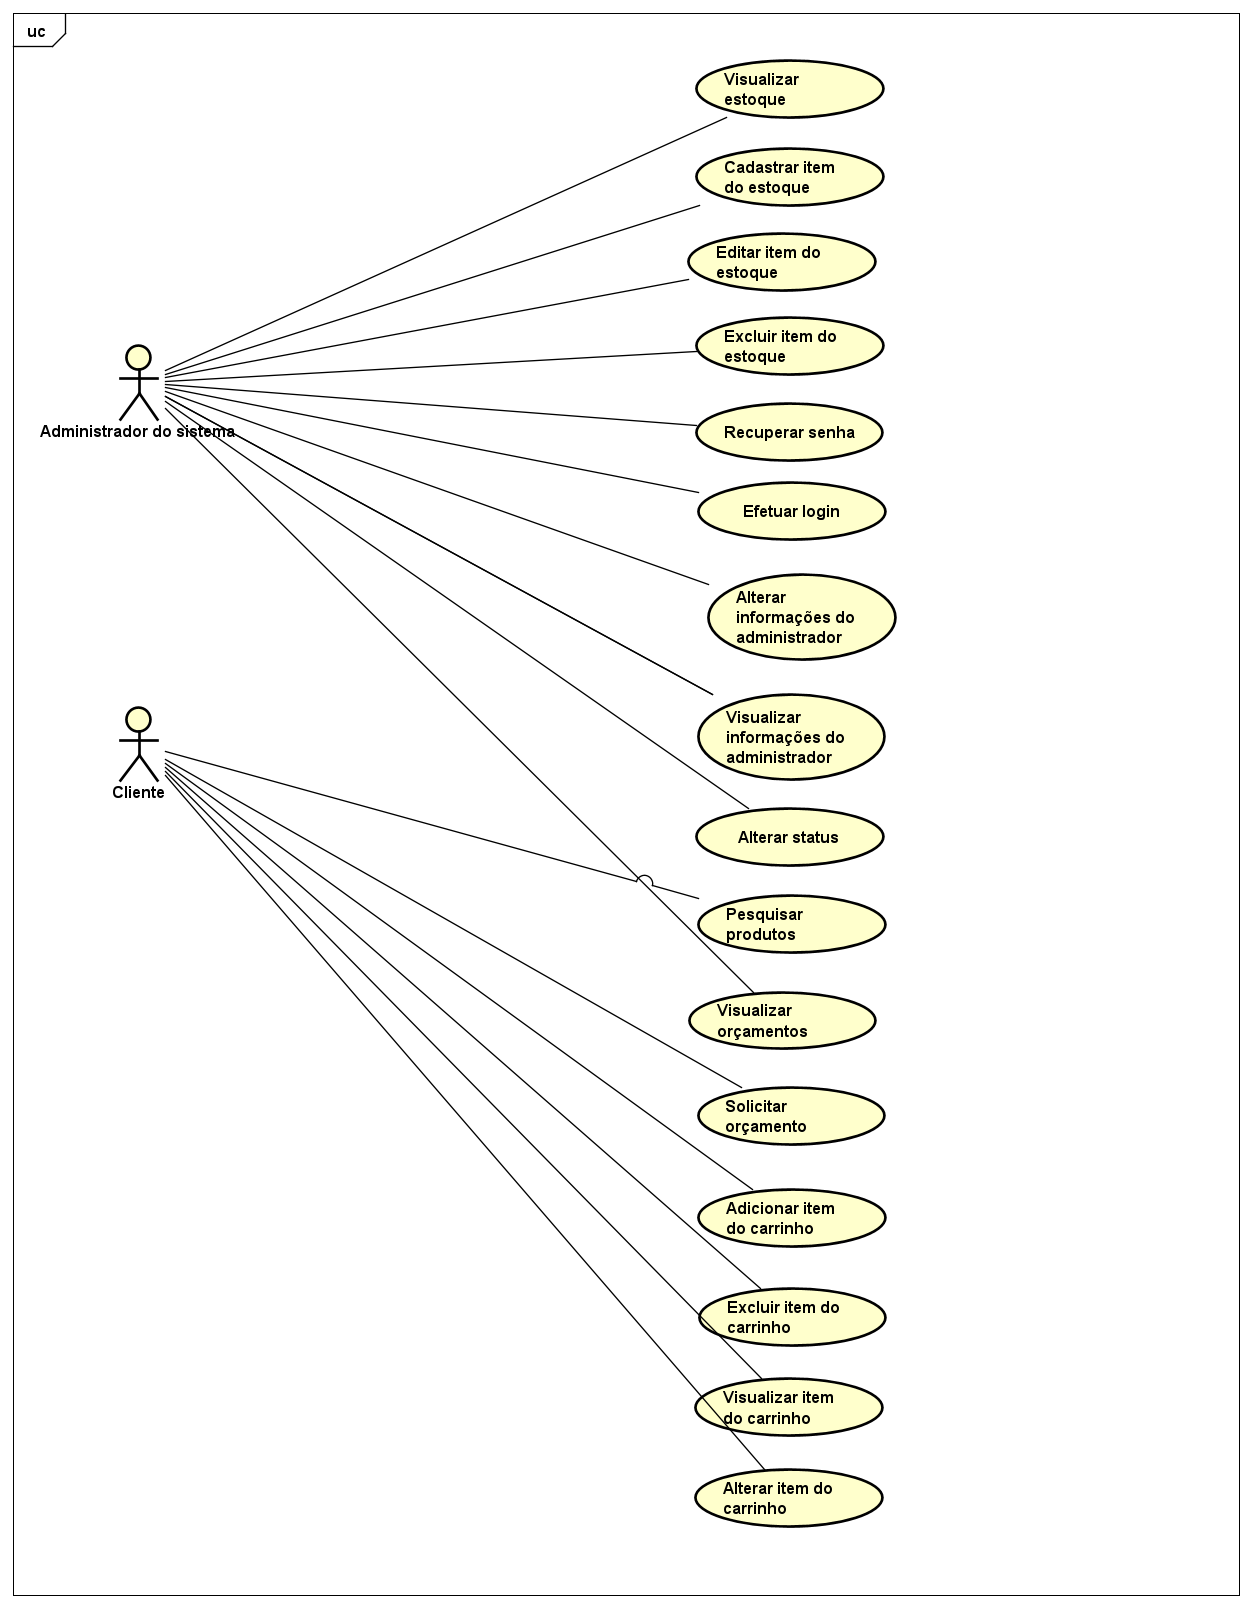 uc
Visualizar
estoque
Cadastrar item
do estoque
Editar item do
estoque
Excluir item do
estoque
Administrador do sistema
Recuperar senha
Efetuar login
Alterar
informações do
administrador
Visualizar
informações do
administrador
Cliente
Alterar status
Pesquisar
produtos
Visualizar
orçamentos
Solicitar
orçamento
Adicionar item
do carrinho
Excluir item do
carrinho
Visualizar item
do carrinho
Alterar item do
carrinho